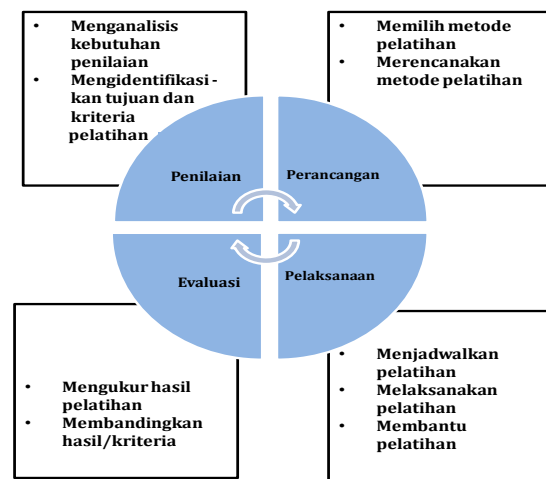 • Menganalisis
kebutuhan
penilaian
• Mengidentifikasi -
kan tujuan dan
kriteria
pelatihan
• Memilih metode
pelatihan
• Merencanakan
metode pelatihan
Penilaian
Perancangan
Evaluasi
Pelaksanaan
• Mengukur hasil
pelatihan
• Membandingkan
hasil/kriteria
• Menjadwalkan
pelatihan
• Melaksanakan
pelatihan
• Membantu
pelatihan